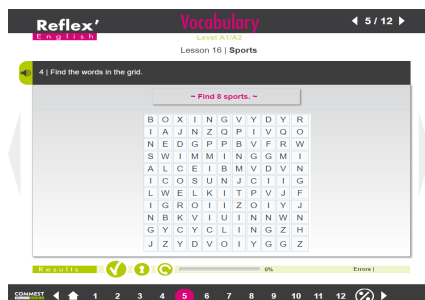 Reflex'
English
Vocabulary
Level A1/A2
5 / 12
Lesson 16 | Sports
4 | Find the words in the grid.
~ Find 8 sports. ~
B O X I N G V Y D Y R
I A J N Z Q P I V Q O
N E D G P P B V F R W
S W I M M I N G G M I
A L C E I B M V D V N
I C O S U N J C I I G
L W E L K I T P V J F
I G R O I I Z O I Y J
N B K V I U I N N W N
G Y C Y C L I N G Z H
J Z Y D V O I Y G G Z
Results
0%
Errors |
COMMEST
1 2 3 4 5 6 7 8 9 10 11 12